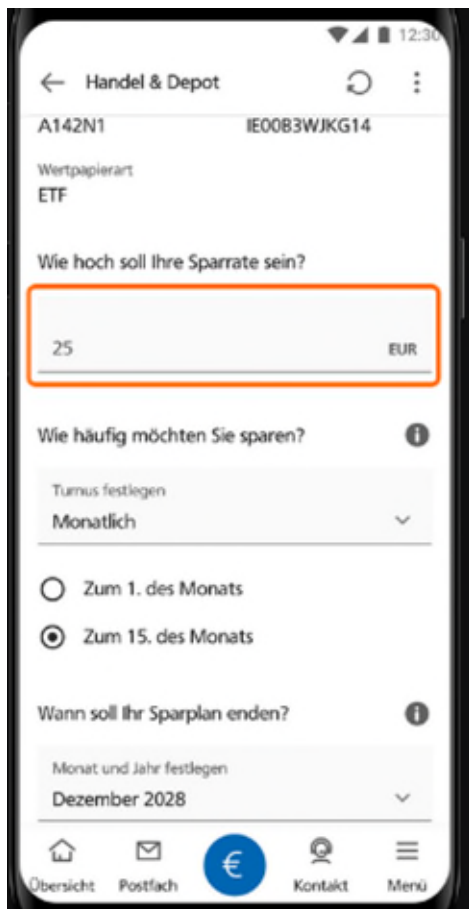 12:30
Handel & Depot
A142N1 IE00B3WJKG14
Wertpapierart
ETF
Wie hoch soll Ihre Sparrate sein?
25 EUR
Wie häufig möchten Sie sparen?
Turnus festlegen
Monatlich
Zum 1. des Monats
Zum 15. des Monats
Wann soll Ihr Sparplan enden?
Monat und Jahr festlegen
Dezember 2028
€
Übersicht Postfach Kontakt Menü